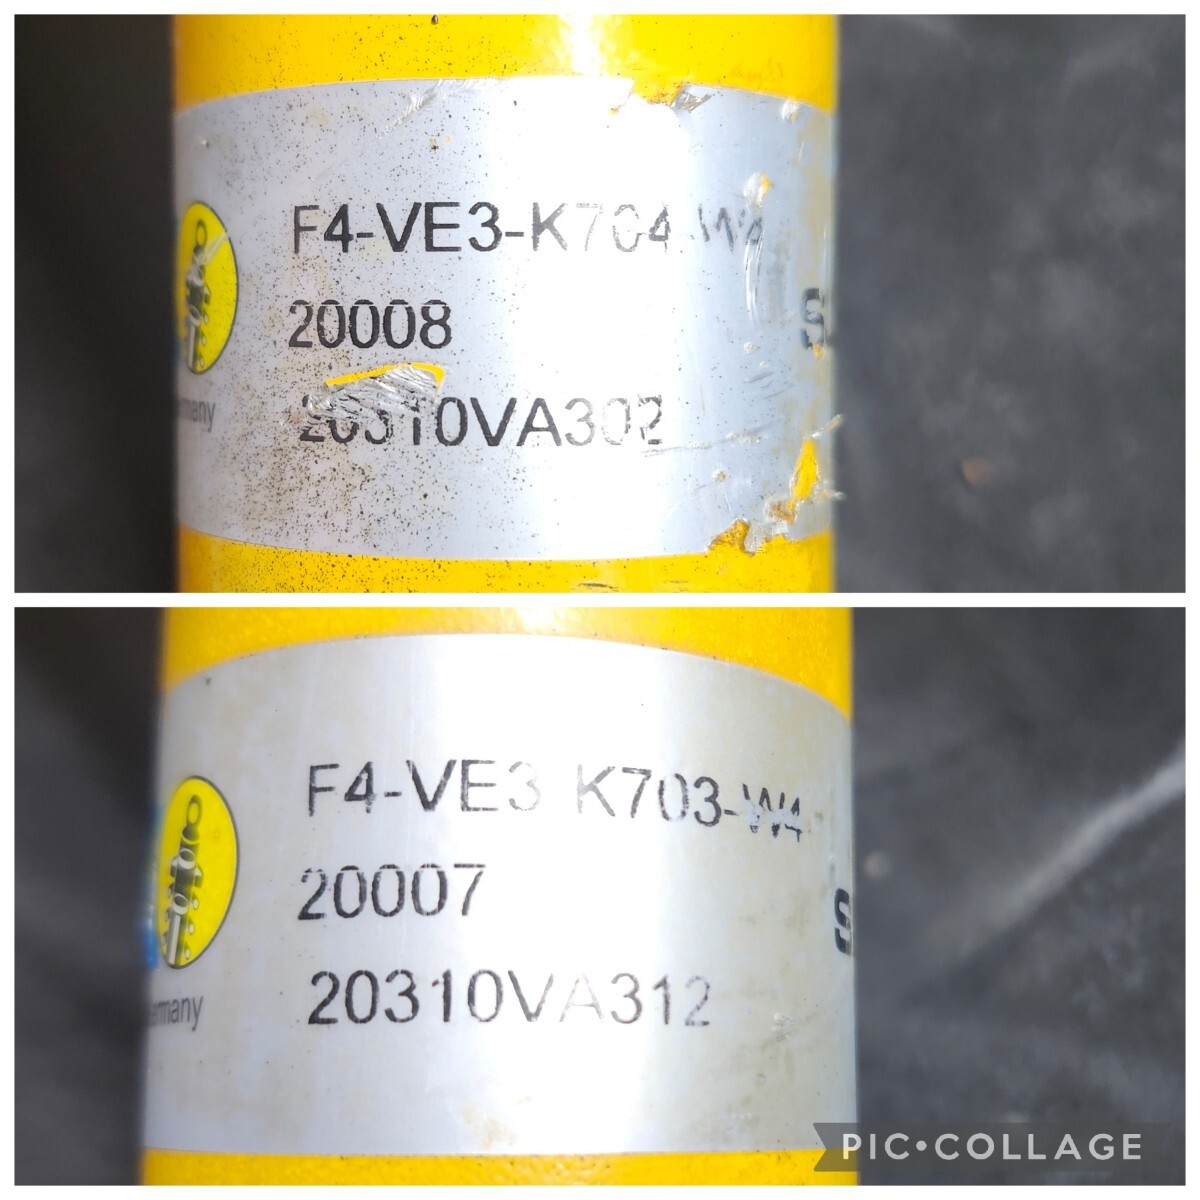 F4-VE3-K704-W4
20008
20310VA302
F4-VE3 K703-W4
20007
20310VA312
PIC•COLLAGE